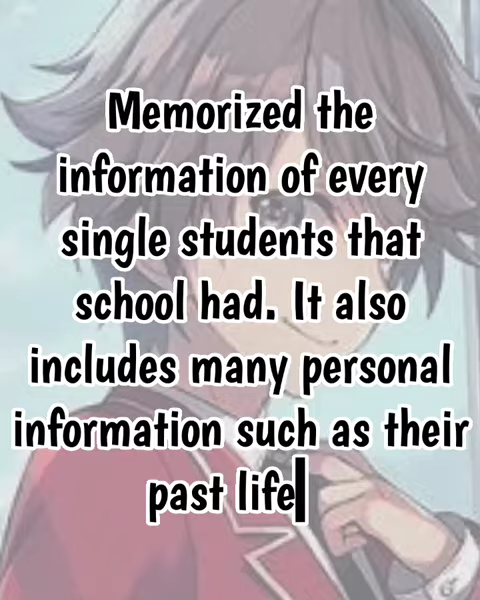 Memorized the
information of every
single students that
school had. It also
includes many personal
information such as their
past life